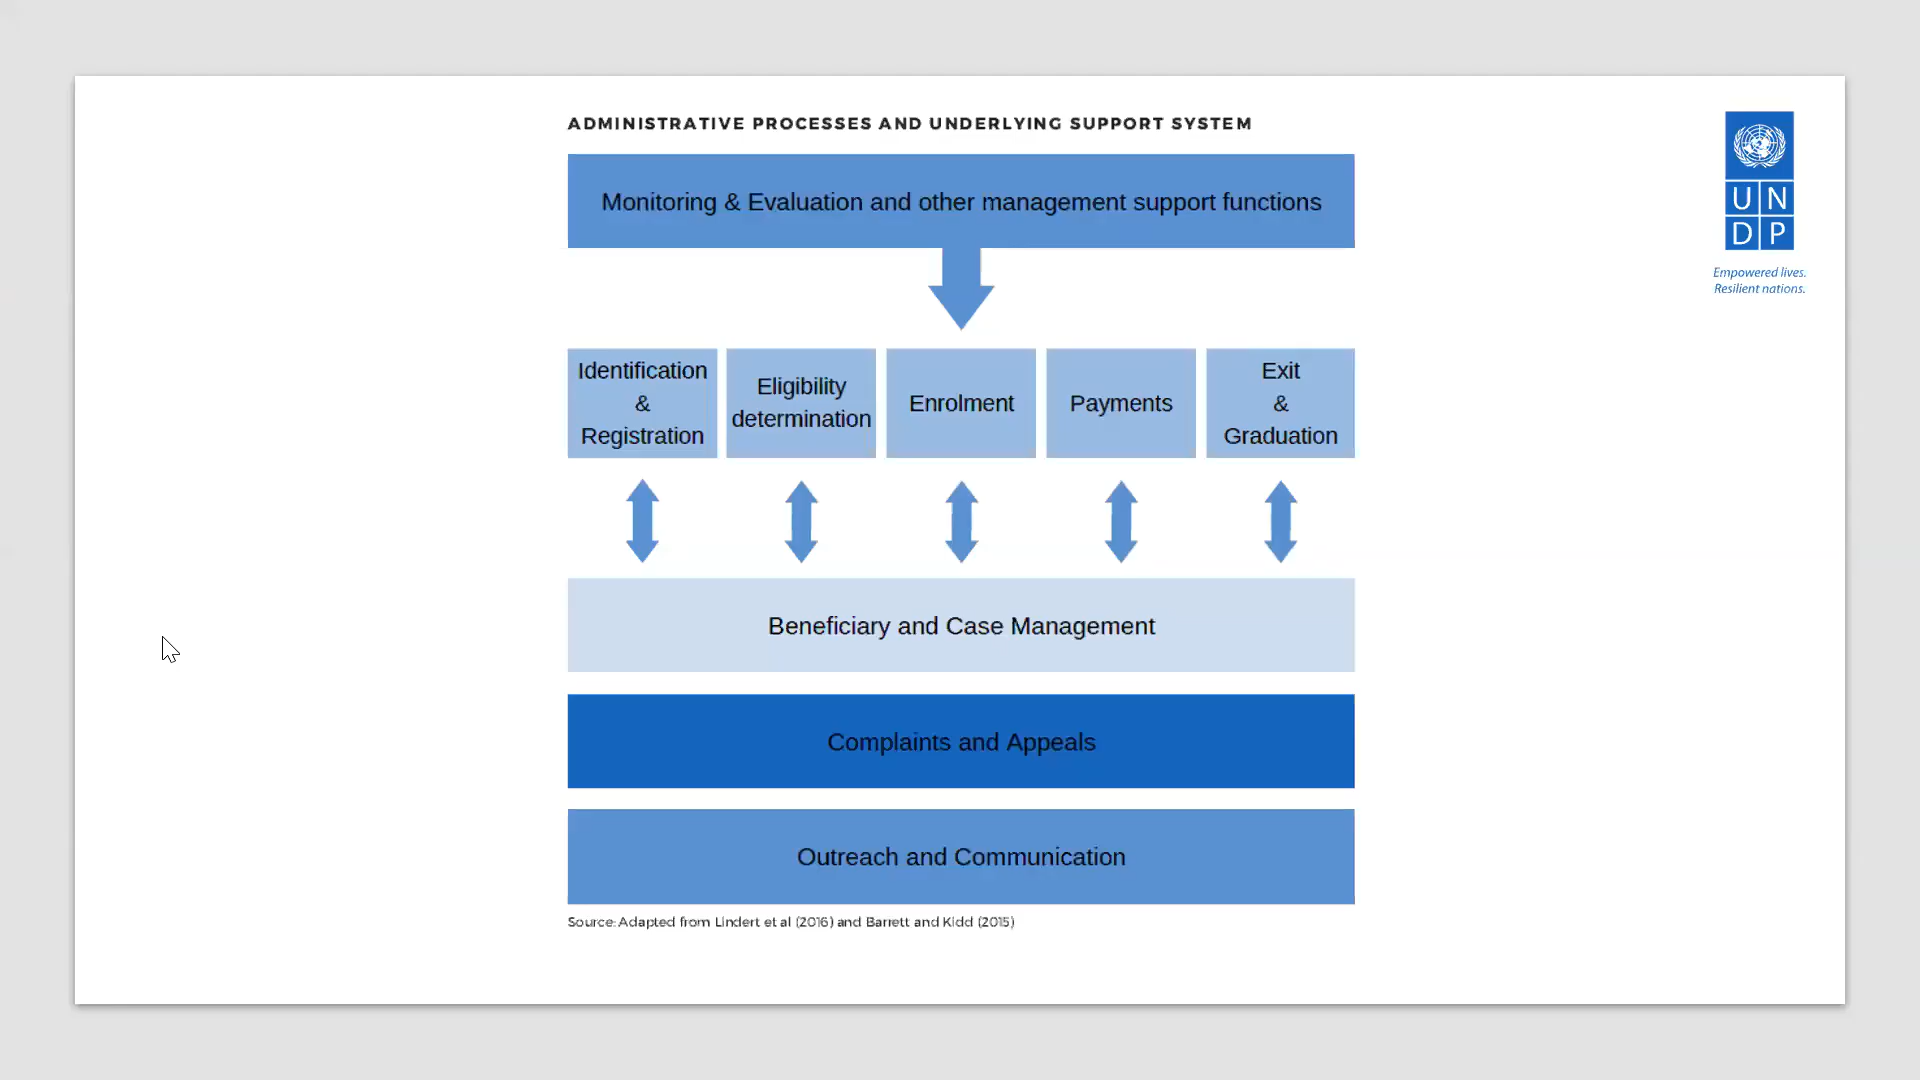 ADMINISTRATIVE PROCESSES AND UNDERLYING SUPPORT SYSTEM
Monitoring & Evaluation and other management support functions
Identification
&
Registration
Eligibility
determination
Enrolment
Payments
Exit
&
Graduation
Beneficiary and Case Management
Complaints and Appeals
Outreach and Communication
Source: Adapted from Lindert et al (2016) and Barrett and Kidd (2015)
U N
D P
Empowered lives.
Resilient nations.